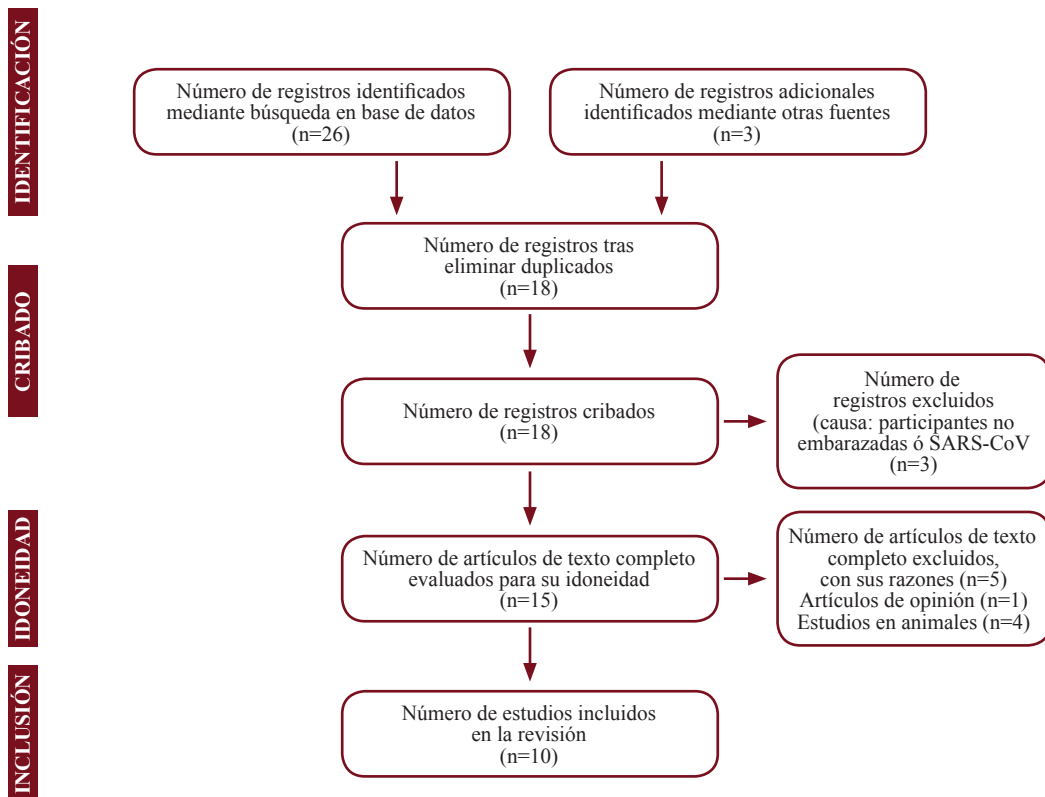 IDENTIFICACIÓN
Número de registros identificados
mediante búsqueda en base de datos
(n=26)
Número de registros adicionales
identificados mediante otras fuentes
(n=3)
Número de registros tras
eliminar duplicados
(n=18)
CRIBADO
Número de registros cribados
(n=18)
Número de
registros excluidos
(causa: participantes no
embarazadas ó SARS-CoV
(n=3)
IDONEIDAD
Número de artículos de texto completo
evaluados para su idoneidad
(n=15)
Número de artículos de texto
completo excluidos,
con sus razones (n=5)
Artículos de opinión (n=1)
Estudios en animales (n=4)
INCLUSIÓN
Número de estudios incluidos
en la revisión
(n=10)